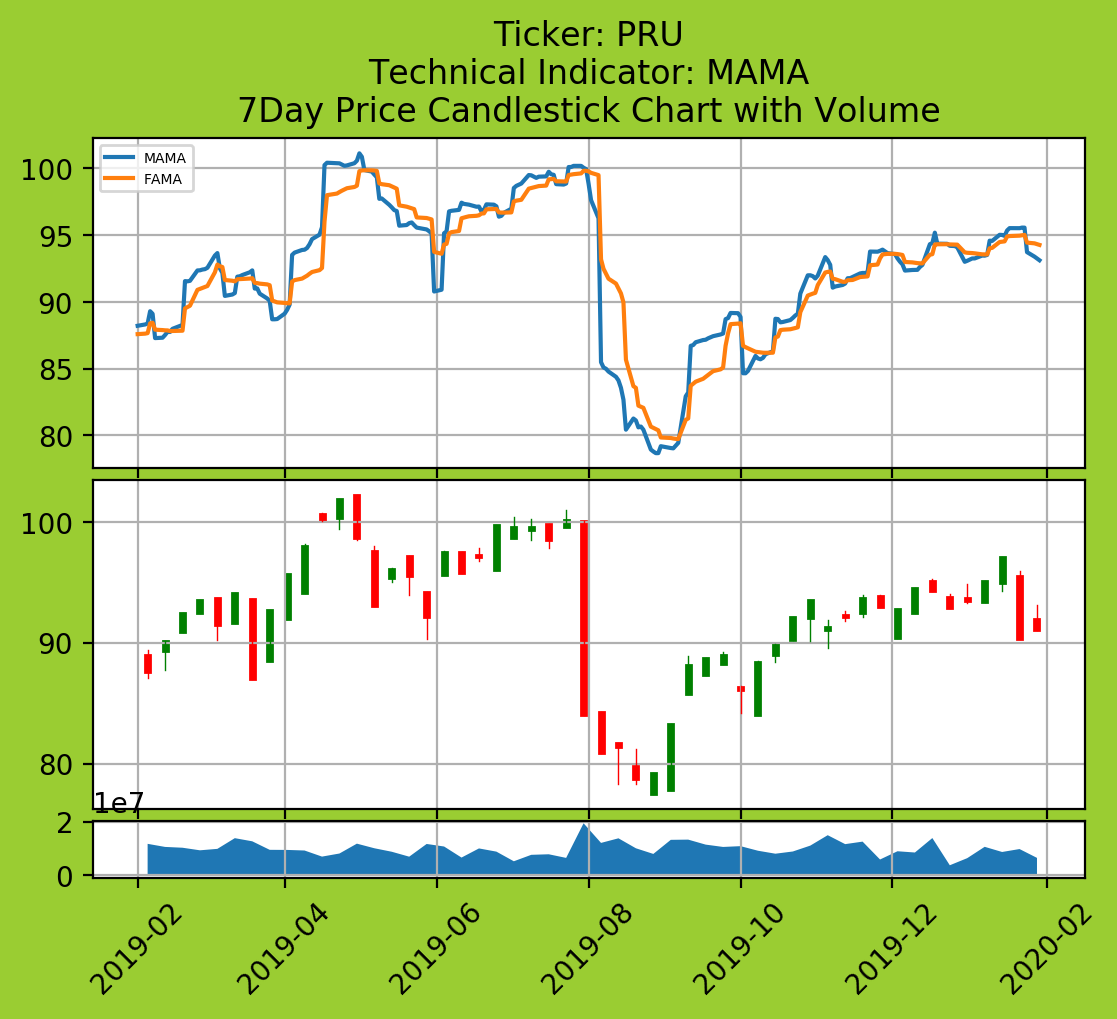 Ticker: PRU
Technical Indicator: MAMA
7Day Price Candlestick Chart with Volume
MAMA
FAMA
100
95
90
85
80
100
90
80
1e7
2
0
2019-02
2019-04
2019-06
2019-08
2019-10
2019-12
2020-02